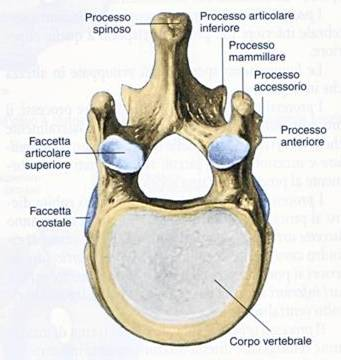 Processo
spinoso
Processo articolare
inferiore
Processo
mammillare
Processo
accessorio
Processo
anteriore
Faccetta
articolare
superiore
Faccetta
costale
Corpo vertebrale